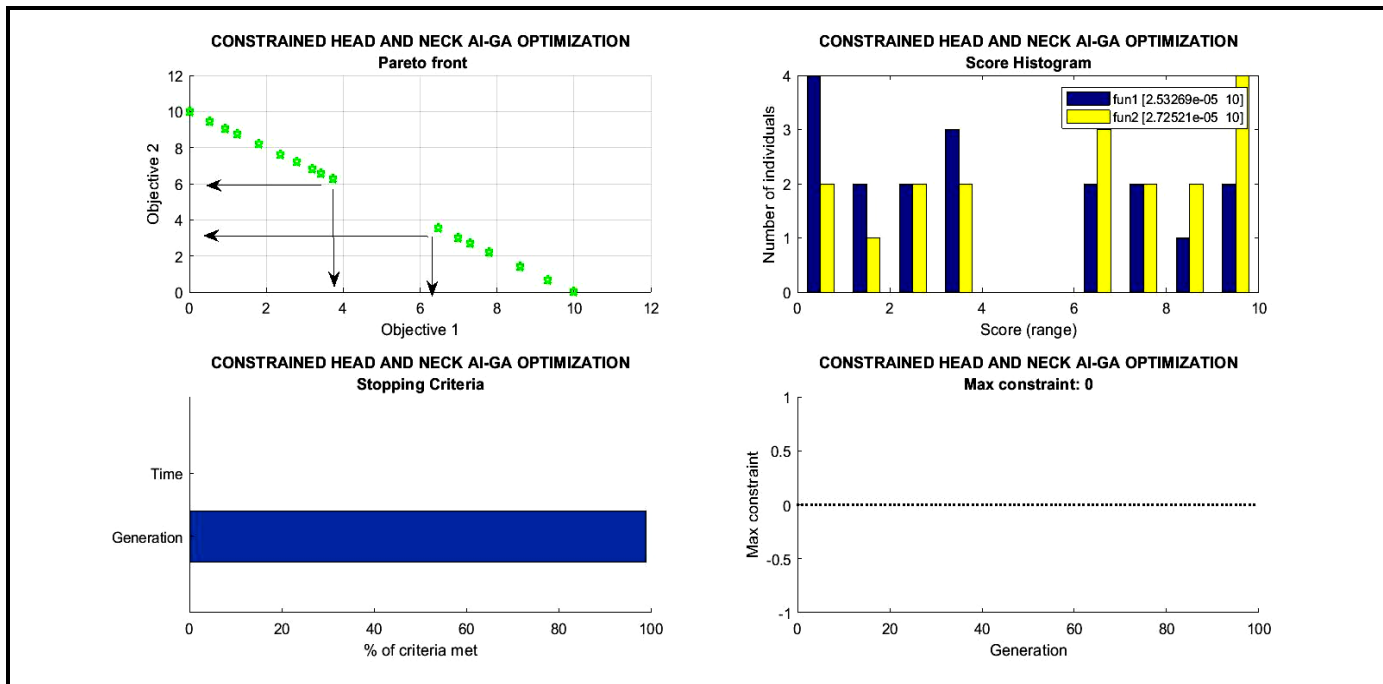 CONSTRAINED HEAD AND NECK AI-GA OPTIMIZATION
Pareto front
12
10
8
6
4
2
0
Objective 2
0 2 4 6 8 10 12
Objective 1
CONSTRAINED HEAD AND NECK AI-GA OPTIMIZATION
Score Histogram
4
3
2
1
0
Number of individuals
fun1 [2.53269e-05 10]
fun2 [2.72521e-05 10]
0 2 4 6 8 10
Score (range)
CONSTRAINED HEAD AND NECK AI-GA OPTIMIZATION
Stopping Criteria
Time
Generation
0 20 40 60 80 100
% of criteria met
CONSTRAINED HEAD AND NECK AI-GA OPTIMIZATION
Max constraint: 0
1
0.5
0
-0.5
-1
Max constraint
0 20 40 60 80 100
Generation